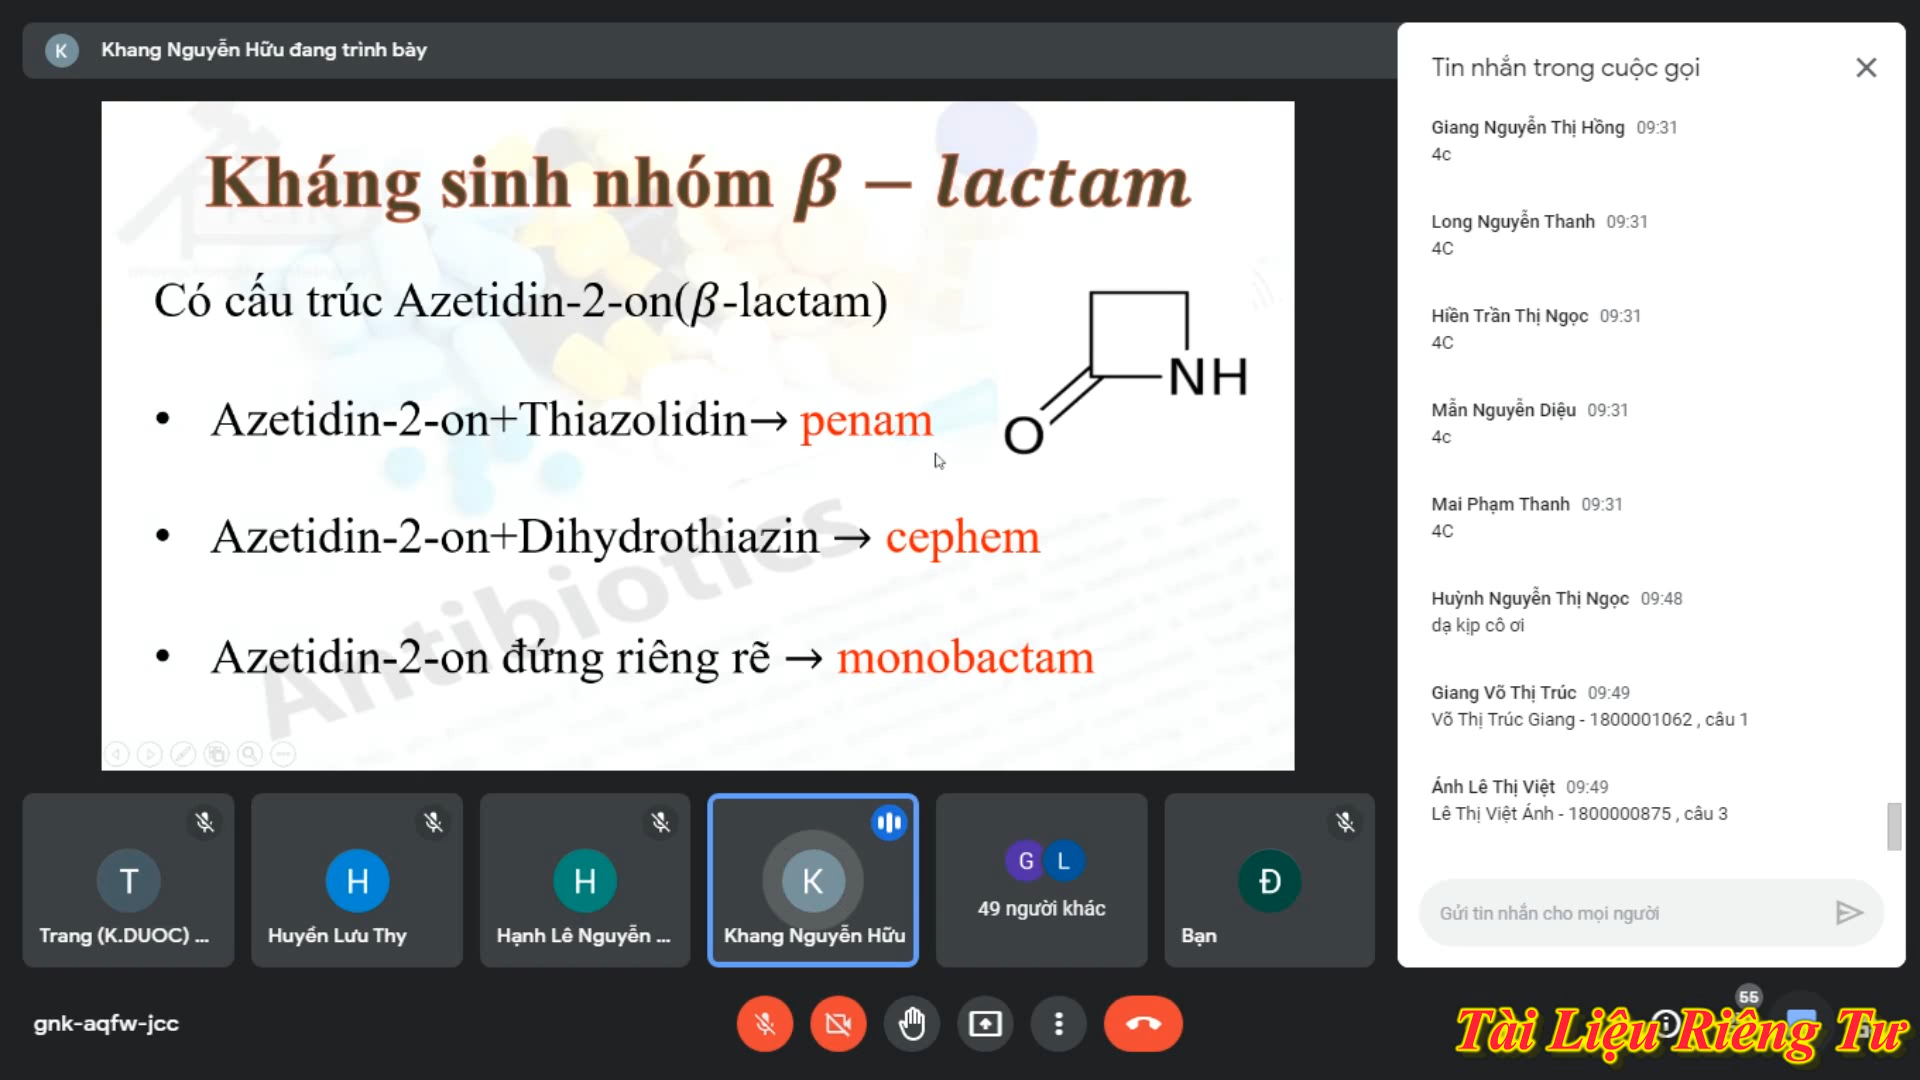 K
Khang Nguyễn Hữu đang trình bày
Kháng sinh nhóm β – lactam
Có cấu trúc Azetidin-2-on(β-lactam)
• Azetidin-2-on+Thiazolidin→ penam
• Azetidin-2-on+Dihydrothiazin → cephem
• Azetidin-2-on đứng riêng rẽ → monobactam
NH
O
Antibiotics
T
Trang (K.DUOC) ...
H
Huyền Lưu Thy
H
Hạnh Lê Nguyễn ...
K
Khang Nguyễn Hữu
G L
49 người khác
Đ
Bạn
gnk-aqfw-jcc
Tin nhắn trong cuộc gọi
Giang Nguyễn Thị Hồng 09:31
4c
Long Nguyễn Thanh 09:31
4C
Hiền Trần Thị Ngọc 09:31
4C
Mẫn Nguyễn Diệu 09:31
4c
Mai Phạm Thanh 09:31
4C
Huỳnh Nguyễn Thị Ngọc 09:48
dạ kịp cô ơi
Giang Võ Thị Trúc 09:49
Võ Thị Trúc Giang - 1800001062 , câu 1
Ánh Lê Thị Việt 09:49
Lê Thị Việt Ánh - 1800000875 , câu 3
Gửi tin nhắn cho mọi người
55
Tài Liệu Riêng Tư